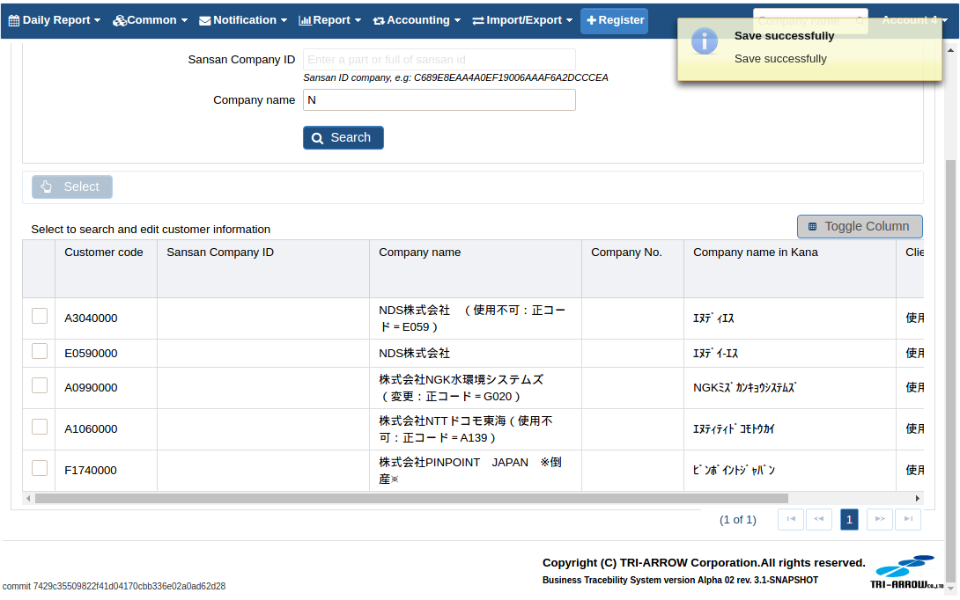 Daily Report Common Notification Report Accounting Import/Export + Register Company name Account 4
Save successfully
Save successfully
Sansan Company ID Enter a part or full of sansan id
Sansan ID company, e.g: C689E8EAA4A0EF19006AAAF6A2DCCCEA
Company name N
Search
Select
Select to search and edit customer information
Toggle Column
Customer code Sansan Company ID Company name Company No. Company name in Kana Clie
A3040000 NDS株式会社　（使用不可：正コー
ド＝E059） ｴﾇﾃﾞｨｴｽ 使用
E0590000 NDS株式会社 ｴﾇﾃﾞｲ-ｴｽ 使用
A0990000 株式会社NGK水環境システムズ
（変更：正コード＝G020） NGKﾐｽﾞｶﾝｷｮｳｼｽﾃﾑｽﾞ 使用
A1060000 株式会社NTTドコモ東海（使用不
可：正コード＝A139） ｴﾇﾃｨﾃｨﾄﾞｺﾓﾄｳｶｲ 使用
F1740000 株式会社PINPOINT　JAPAN　※倒
産※ ﾋﾟﾝﾎﾟｲﾝﾄｼﾞｬﾊﾟﾝ 使用
(1 of 1) 1
Copyright (C) TRI-ARROW Corporation.All rights reserved.
Business Tracebility System version Alpha 02 rev. 3.1-SNAPSHOT
TRI-ARROW CO.,LTD
commit 7429c35509822f41d04170cbb336e02a0ad62d28